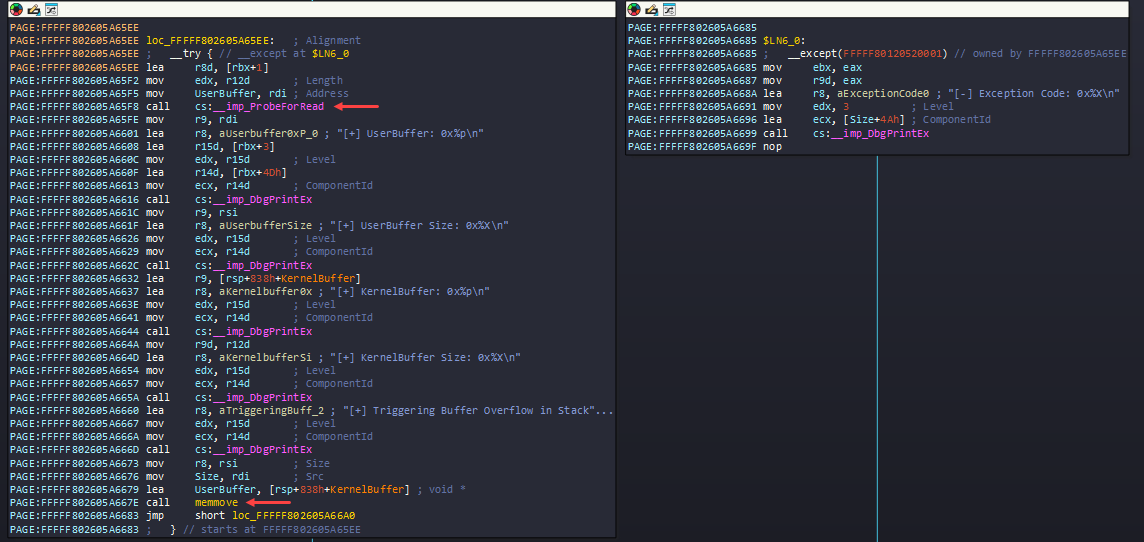 PAGE:FFFFF802605A65EE
PAGE:FFFFF802605A65EE loc_FFFFF802605A65EE: ; Alignment
PAGE:FFFFF802605A65EE ; __try { // __except at $LN6_0
PAGE:FFFFF802605A65EE lea r8d, [rbx+1]
PAGE:FFFFF802605A65F2 mov edx, r12d ; Length
PAGE:FFFFF802605A65F5 mov UserBuffer, rdi ; Address
PAGE:FFFFF802605A65F8 call cs:__imp_ProbeForRead
PAGE:FFFFF802605A65FE mov r9, rdi
PAGE:FFFFF802605A6601 lea r8, aUserbuffer0xP_0 ; "[+] UserBuffer: 0x%p\n"
PAGE:FFFFF802605A6608 lea r15d, [rbx+3]
PAGE:FFFFF802605A660C mov edx, r15d ; Level
PAGE:FFFFF802605A660F lea r14d, [rbx+4Dh]
PAGE:FFFFF802605A6613 mov ecx, r14d ; ComponentId
PAGE:FFFFF802605A6616 call cs:__imp_DbgPrintEx
PAGE:FFFFF802605A661C mov r9, rsi
PAGE:FFFFF802605A661F lea r8, aUserbufferSize ; "[+] UserBuffer Size: 0x%X\n"
PAGE:FFFFF802605A6626 mov edx, r15d ; Level
PAGE:FFFFF802605A6629 mov ecx, r14d ; ComponentId
PAGE:FFFFF802605A662C call cs:__imp_DbgPrintEx
PAGE:FFFFF802605A6632 lea r9, [rsp+838h+KernelBuffer]
PAGE:FFFFF802605A6637 lea r8, aKernelbuffer0x ; "[+] KernelBuffer: 0x%p\n"
PAGE:FFFFF802605A663E mov edx, r15d ; Level
PAGE:FFFFF802605A6641 mov ecx, r14d ; ComponentId
PAGE:FFFFF802605A6644 call cs:__imp_DbgPrintEx
PAGE:FFFFF802605A664A mov r9d, r12d
PAGE:FFFFF802605A664D lea r8, aKernelbufferSi ; "[+] KernelBuffer Size: 0x%X\n"
PAGE:FFFFF802605A6654 mov edx, r15d ; Level
PAGE:FFFFF802605A6657 mov ecx, r14d ; ComponentId
PAGE:FFFFF802605A665A call cs:__imp_DbgPrintEx
PAGE:FFFFF802605A6660 lea r8, aTriggeringBuff_2 ; "[+] Triggering Buffer Overflow in Stack"...
PAGE:FFFFF802605A6667 mov edx, r15d ; Level
PAGE:FFFFF802605A666A mov ecx, r14d ; ComponentId
PAGE:FFFFF802605A666D call cs:__imp_DbgPrintEx
PAGE:FFFFF802605A6673 mov r8, rsi ; Size
PAGE:FFFFF802605A6676 mov Size, rdi ; Src
PAGE:FFFFF802605A6679 lea UserBuffer, [rsp+838h+KernelBuffer] ; void *
PAGE:FFFFF802605A667E call memmove
PAGE:FFFFF802605A6683 jmp short loc_FFFFF802605A66A0
PAGE:FFFFF802605A6683 ; } // starts at FFFFF802605A65EE
PAGE:FFFFF802605A6685
PAGE:FFFFF802605A6685 $LN6_0:
PAGE:FFFFF802605A6685 ; __except(FFFFF80120520001) // owned by FFFFF802605A65EE
PAGE:FFFFF802605A6685 mov ebx, eax
PAGE:FFFFF802605A6687 mov r9d, eax
PAGE:FFFFF802605A668A lea r8, aExceptionCode0 ; "[-] Exception Code: 0x%X\n"
PAGE:FFFFF802605A6691 mov edx, 3 ; Level
PAGE:FFFFF802605A6696 lea ecx, [Size+4Ah] ; ComponentId
PAGE:FFFFF802605A6699 call cs:__imp_DbgPrintEx
PAGE:FFFFF802605A669F nop